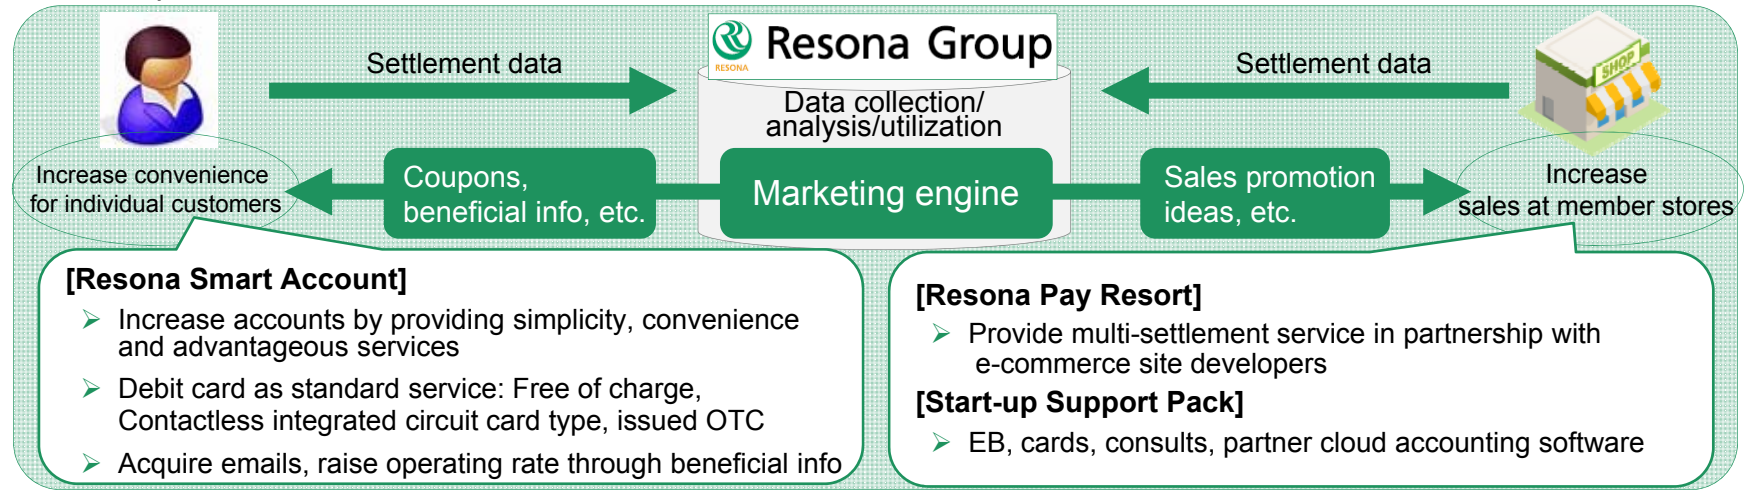 Resona Group
RESONA
Settlement data
Settlement data
SHOP
Data collection/
analysis/utilization
Increase convenience
for individual customers
Coupons,
beneficial info, etc.
Marketing engine
Sales promotion
ideas, etc.
Increase
sales at member stores
[Resona Smart Account]
Increase accounts by providing simplicity, convenience
and advantageous services
Debit card as standard service: Free of charge,
Contactless integrated circuit card type, issued OTC
Acquire emails, raise operating rate through beneficial info
[Resona Pay Resort]
Provide multi-settlement service in partnership with
e-commerce site developers
[Start-up Support Pack]
EB, cards, consults, partner cloud accounting software